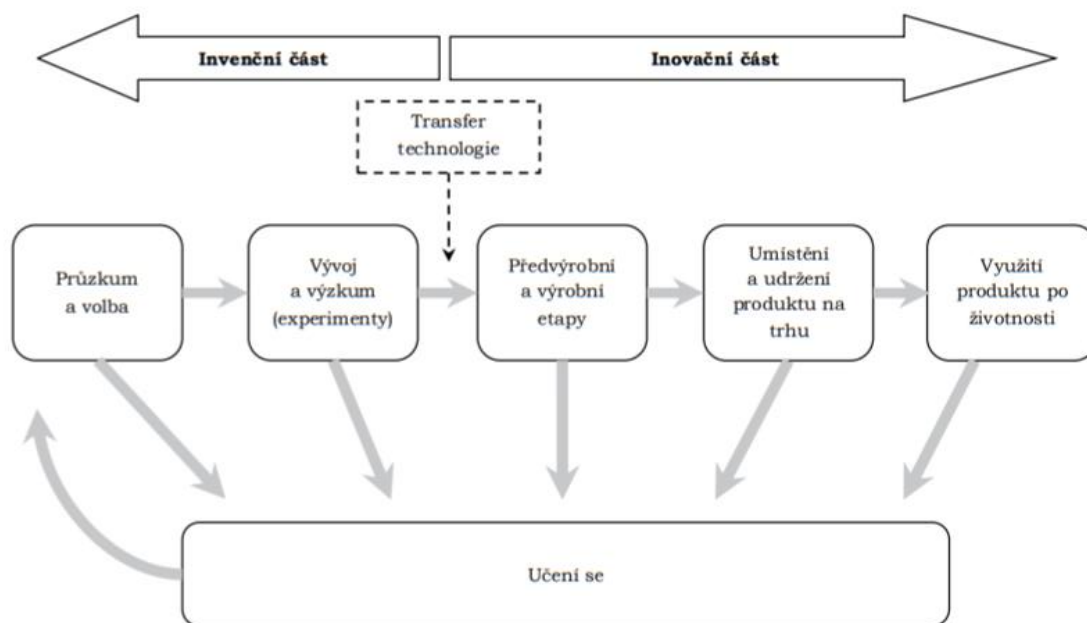 Invenční část
Inovační část
Transfer
technologie
Průzkum
a volba
Vývoj
a výzkum
(experimenty)
Předvýrobní
a výrobní
etapy
Umístění
a udržení
produktu na
trhu
Využití
produktu po
životnosti
Učení se